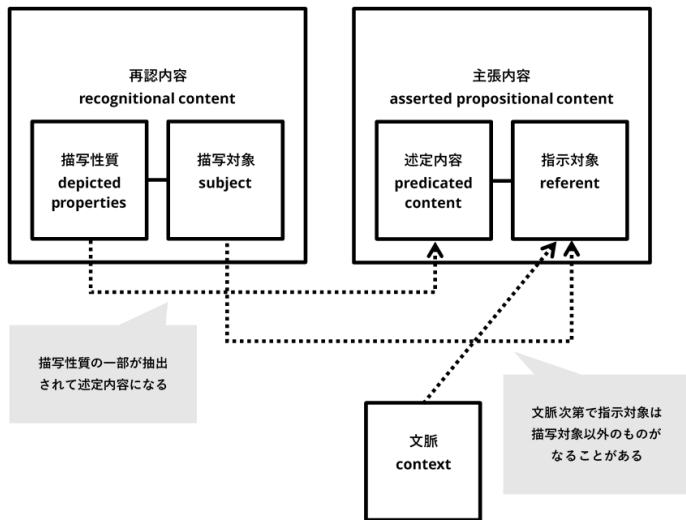 再認内容
recognitional content
描写性質
depicted
properties
描写対象
subject
主張内容
asserted propositional content
述定内容
predicated
content
指示対象
referent
描写性質の一部が抽出
されて述定内容になる
文脈
context
文脈次第で指示対象は
描写対象以外のものが
なることがある